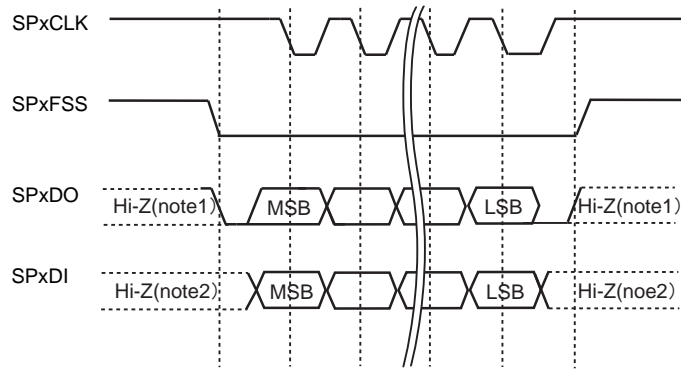 SPxCLK
SPxFSS
SPxDO
Hi-Z(note1)
MSB
LSB
Hi-Z(note1)
SPxDI
Hi-Z(note2)
MSB
LSB
Hi-Z(noe2)